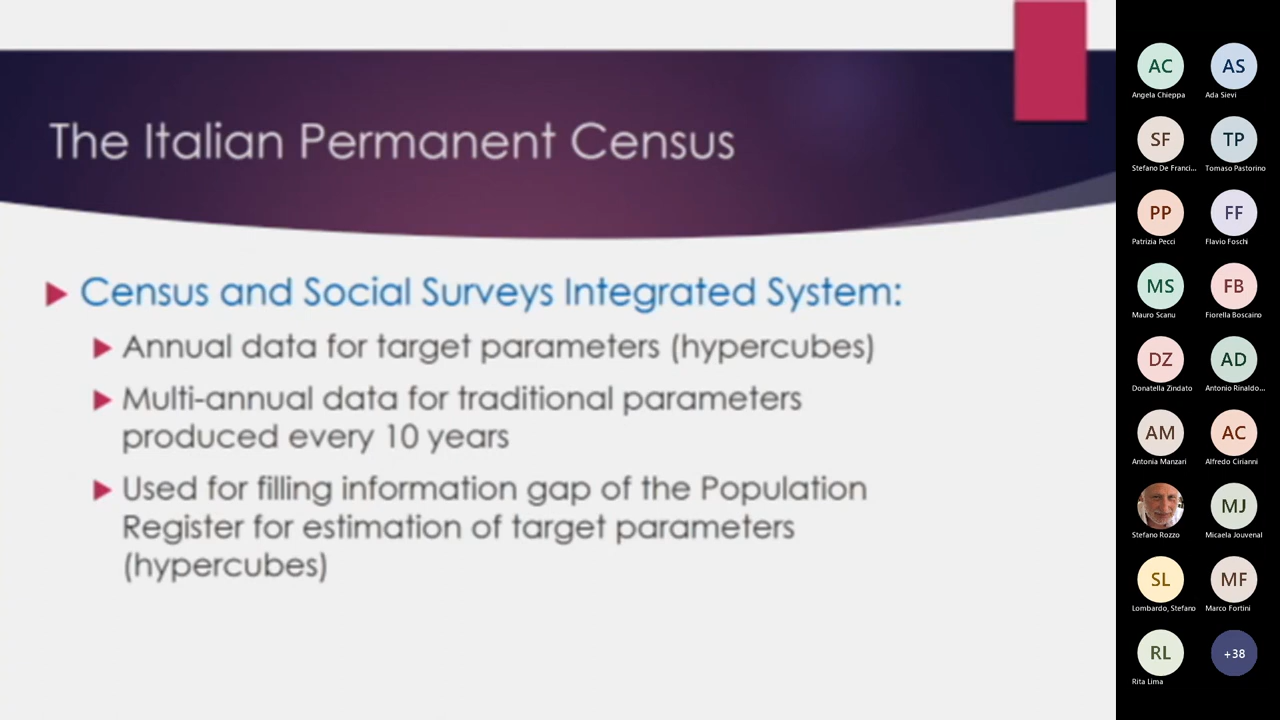 The Italian Permanent Census
Census and Social Surveys Integrated System:
Annual data for target parameters (hypercubes)
Multi-annual data for traditional parameters
produced every 10 years
Used for filling information gap of the Population
Register for estimation of target parameters
(hypercubes)
AC
AS
Angela Chieppa
Ada Sievi
SF
TP
Stefano De Franci...
Tomaso Pastorino
PP
FF
Patrizia Pecci
Flavio Foschi
MS
FB
Mauro Scanu
Fiorella Boscaino
DZ
AD
Donatella Zindato
Antonio Rinaldo...
AM
AC
Antonia Manzari
Alfredo Cirianni
MJ
Stefano Rozzo
Micaela Jouvenal
SL
MF
Lombardo, Stefano
Marco Fortini
RL
+38
Rita Lima